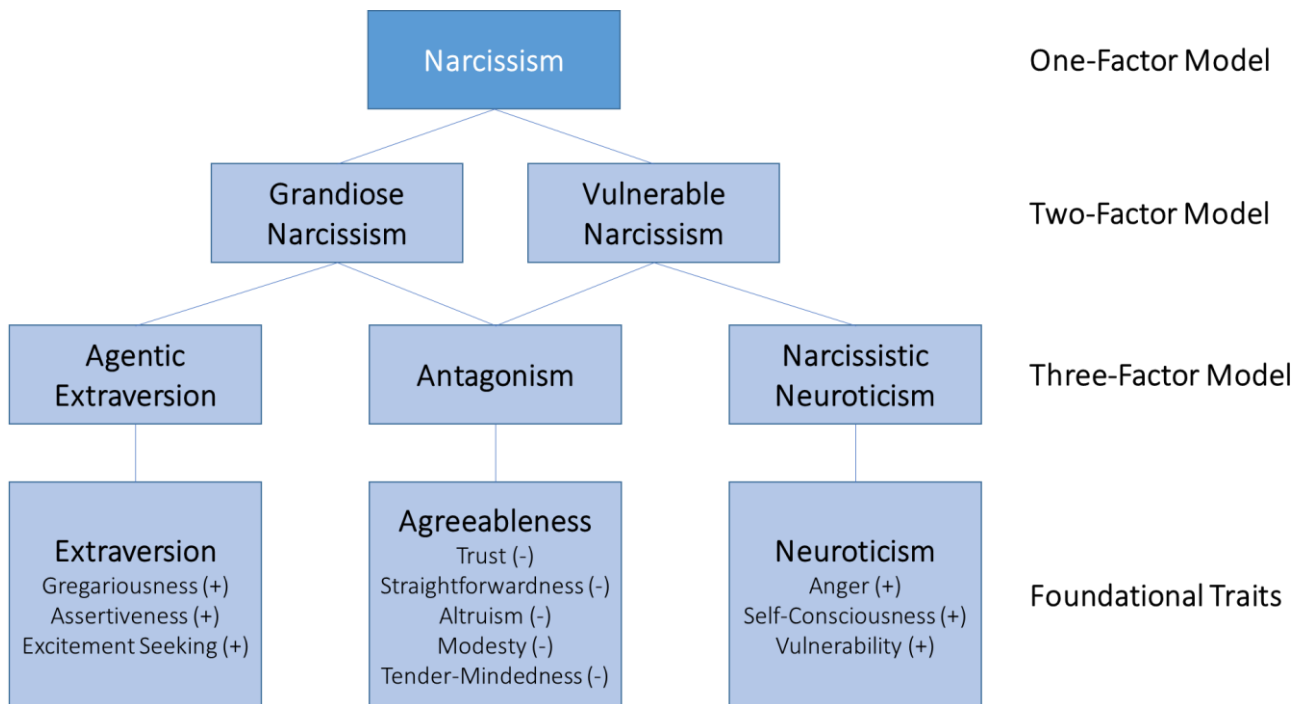 Narcissism
One-Factor Model
Grandiose
Narcissism
Vulnerable
Narcissism
Two-Factor Model
Agentic
Extraversion
Antagonism
Narcissistic
Neuroticism
Three-Factor Model
Extraversion
Gregariousness (+)
Assertiveness (+)
Excitement Seeking (+)
Agreeableness
Trust (-)
Straightforwardness (-)
Altruism (-)
Modesty (-)
Tender-Mindedness (-)
Neuroticism
Anger (+)
Self-Consciousness (+)
Vulnerability (+)
Foundational Traits